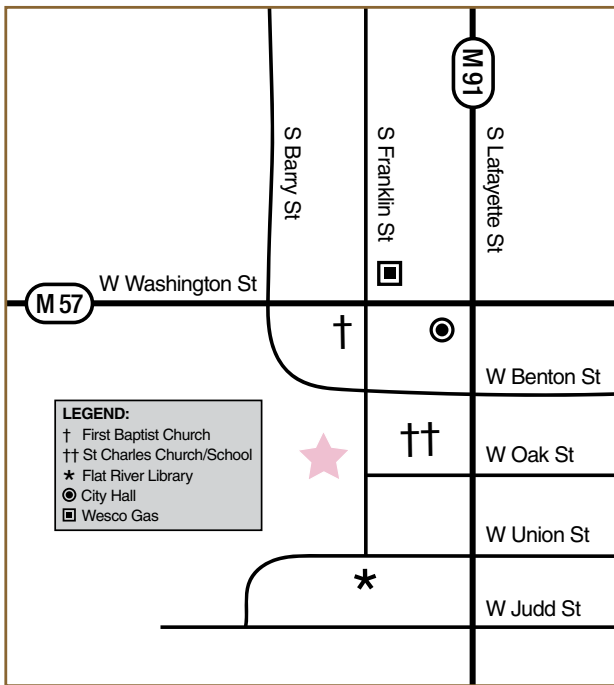 M 91
S Barry St
S Franklin St
S Lafayette St
W Washington St
M 57
†
W Benton St
LEGEND:
† First Baptist Church
†† St Charles Church/School
* Flat River Library
City Hall
Wesco Gas
††
W Oak St
W Union St
*
W Judd St